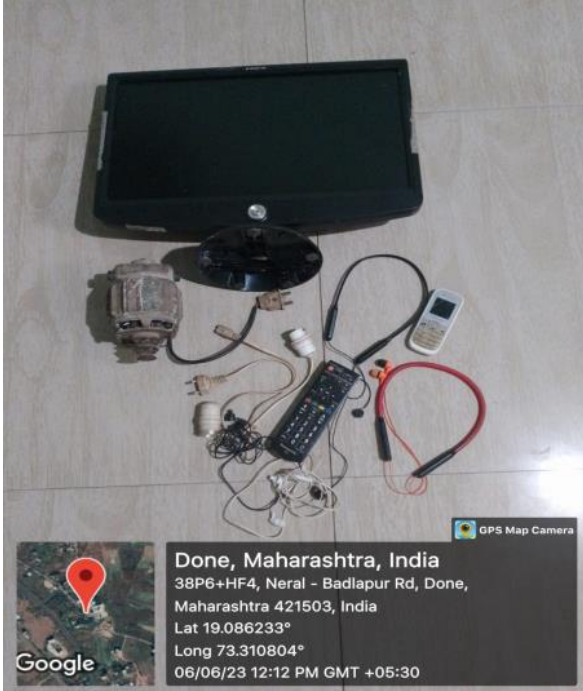 GPS Map Camera
Done, Maharashtra, India
38P6+HF4, Neral - Badlapur Rd, Done,
Maharashtra 421503, India
Lat 19.086233°
Long 73.310804°
06/06/23 12:12 PM GMT +05:30
Google